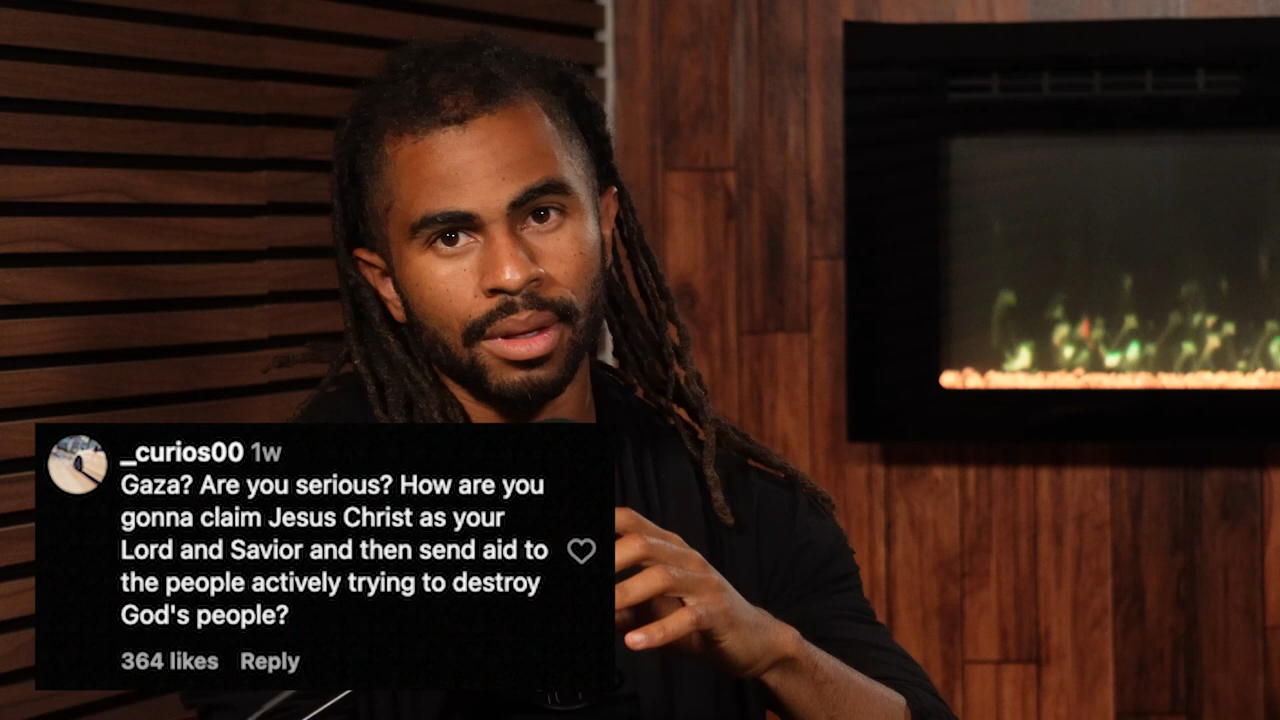 _curios00 1w
Gaza? Are you serious? How are you
gonna claim Jesus Christ as your
Lord and Savior and then send aid to
the people actively trying to destroy
God's people?
364 likes Reply